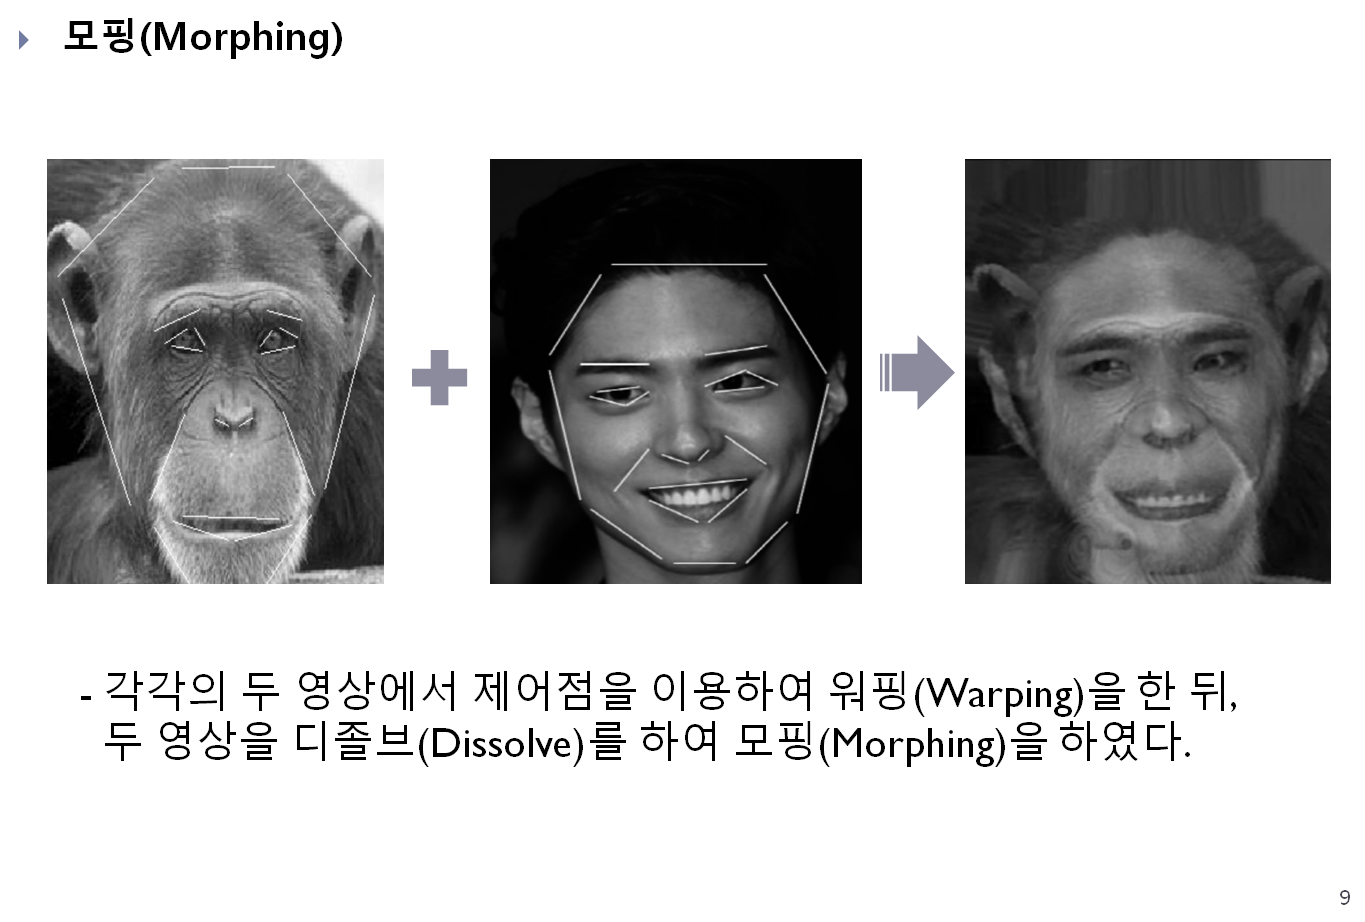 모핑(Morphing)
- 각각의 두 영상에서 제어점을 이용하여 워핑(Warping)을 한 뒤,
두 영상을 디졸브(Dissolve)를 하여 모핑(Morphing)을 하였다.
9